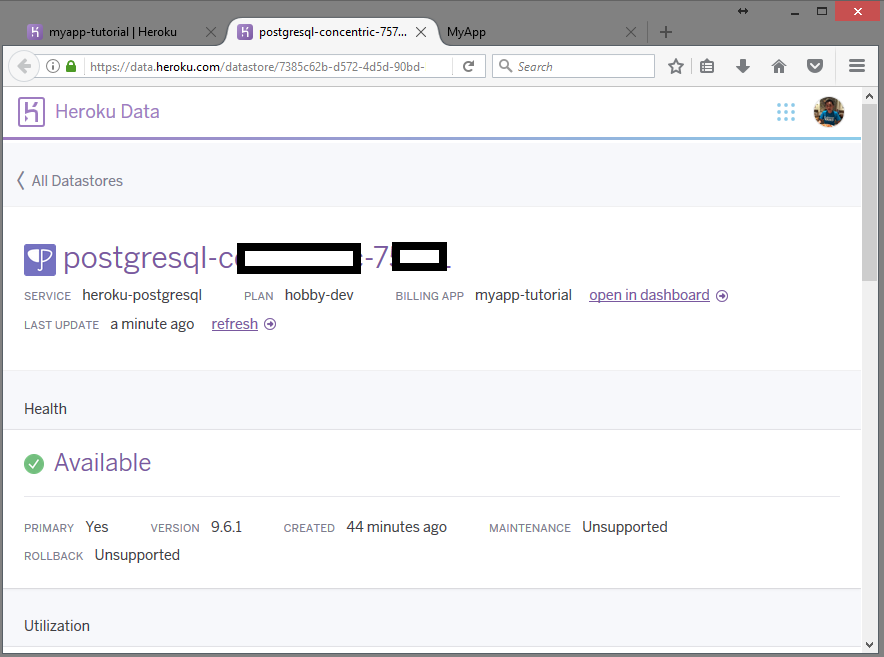 myapp-tutorial | Heroku
postgresql-concentric-757...
MyApp
https://data.heroku.com/datastore/7385c62b-d572-4d5d-90bd-
Search
Heroku Data
All Datastores
postgresql-c -7
SERVICE heroku-postgresql PLAN hobby-dev BILLING APP myapp-tutorial open in dashboard
LAST UPDATE a minute ago refresh
Health
Available
PRIMARY Yes VERSION 9.6.1 CREATED 44 minutes ago MAINTENANCE Unsupported
ROLLBACK Unsupported
Utilization